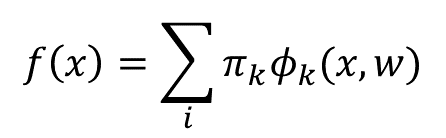 f(x) = ∑_i π_k ϕ_k(x, w)